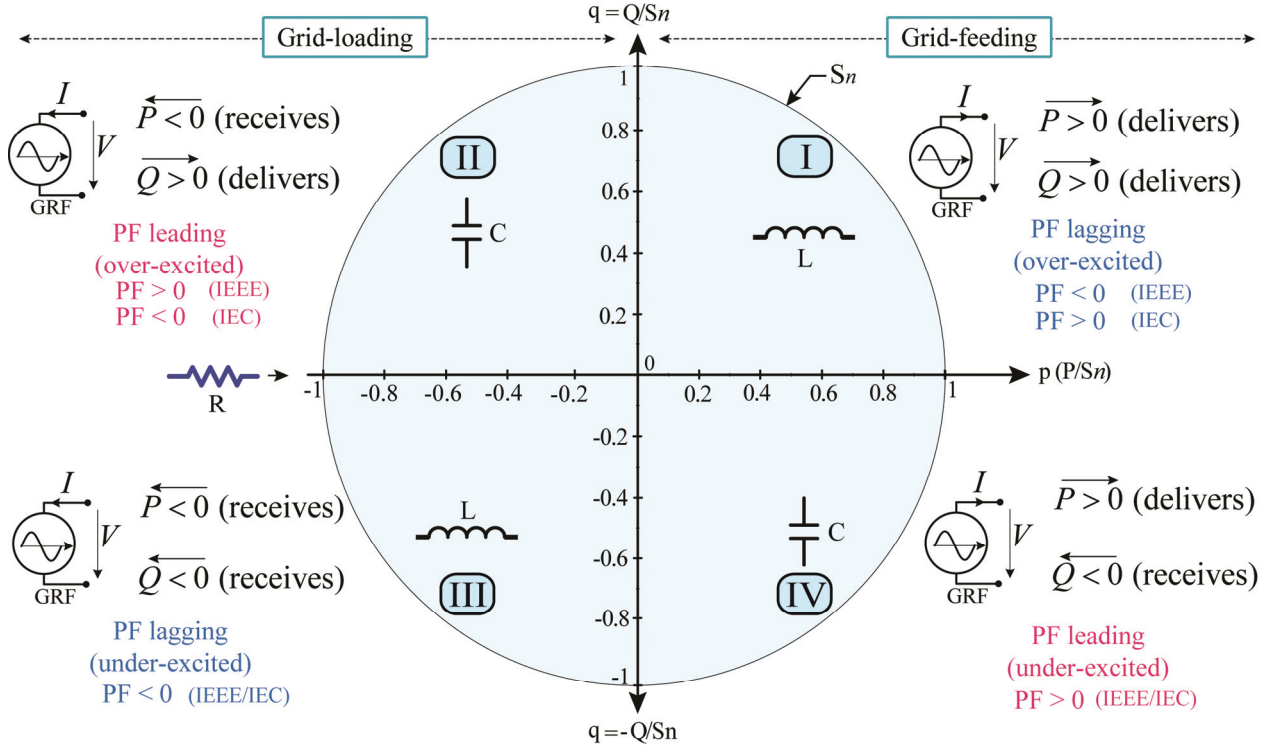 q = Q/Sn
Grid-loading
Grid-feeding
I
V
GRF
P < 0 (receives)
Q > 0 (delivers)
PF leading
(over-excited)
PF > 0 (IEEE)
PF < 0 (IEC)
II
C
1
0.8
0.6
0.4
0.2
0
Sn
I
L
I
V
GRF
P > 0 (delivers)
Q > 0 (delivers)
PF lagging
(over-excited)
PF < 0 (IEEE)
PF > 0 (IEC)
R
-1 -0.8 -0.6 -0.4 -0.2 0.2 0.4 0.6 0.8 1
p (P/Sn)
-0.2
-0.4
-0.6
-0.8
-1
I
V
GRF
P < 0 (receives)
Q < 0 (receives)
PF lagging
(under-excited)
PF < 0 (IEEE/IEC)
L
III
C
IV
I
V
GRF
P > 0 (delivers)
Q < 0 (receives)
PF leading
(under-excited)
PF > 0 (IEEE/IEC)
q = -Q/Sn